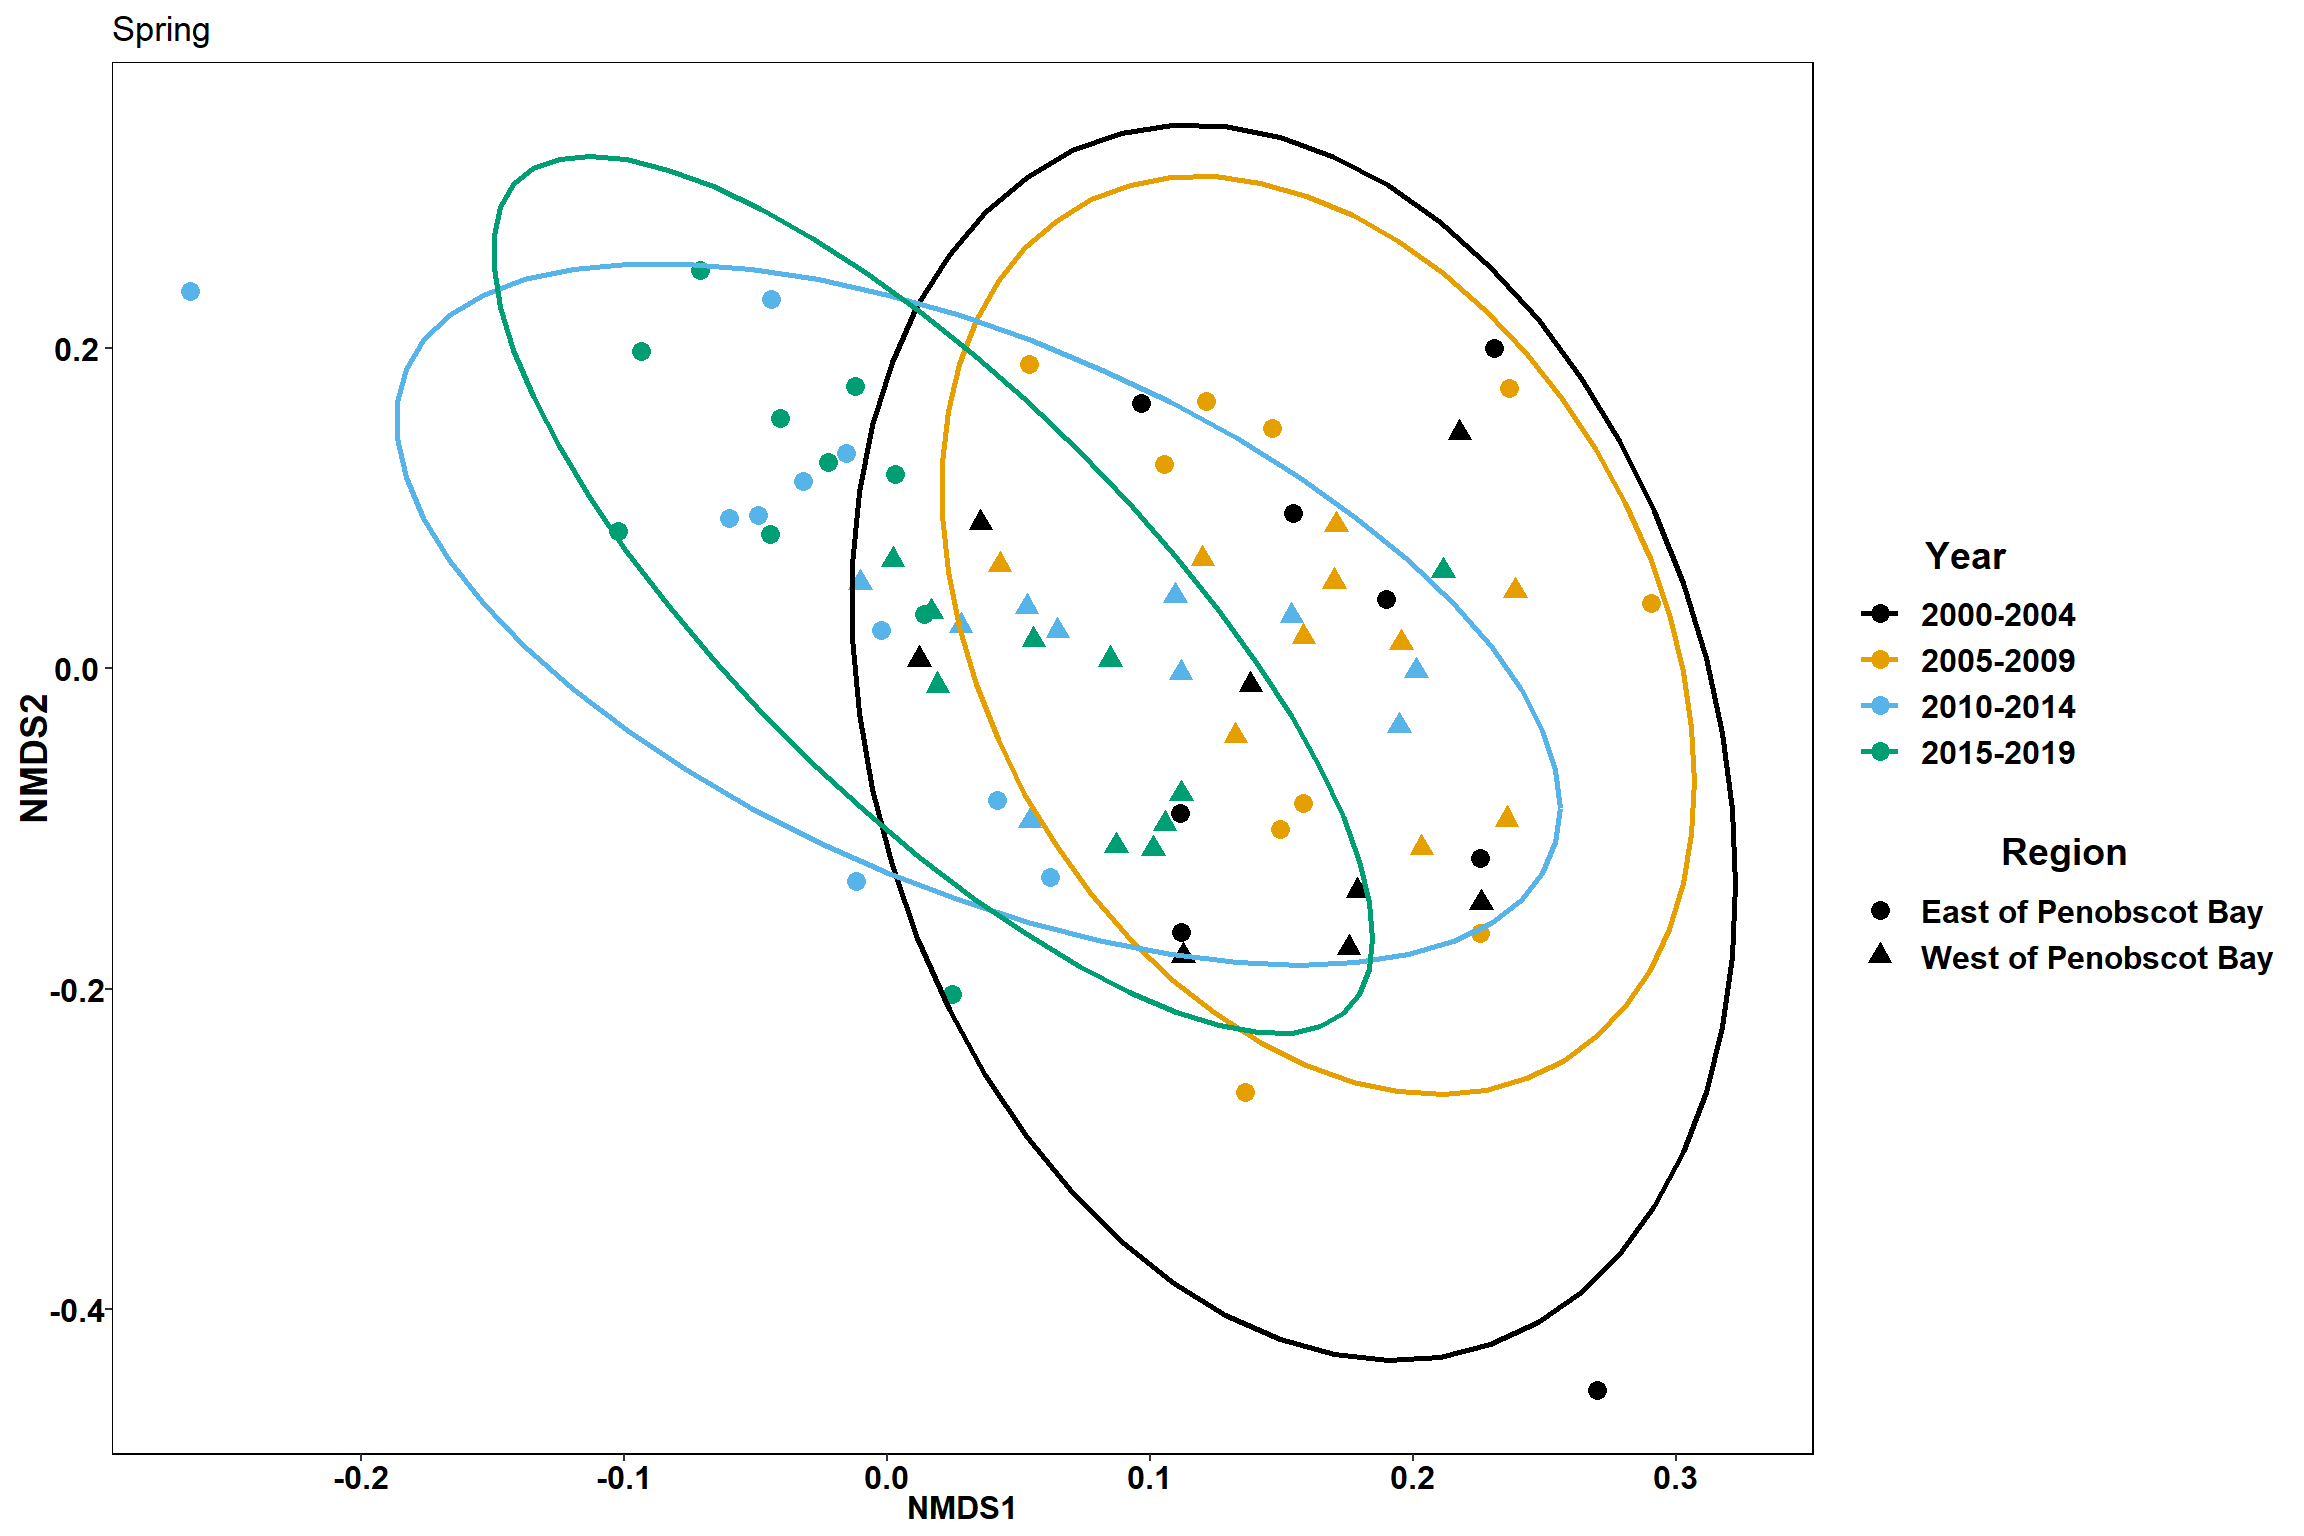 Spring
NMDS2
0.2
0.0
-0.2
-0.4
-0.2 -0.1 0.0 0.1 0.2 0.3
NMDS1
Year
2000-2004
2005-2009
2010-2014
2015-2019
Region
East of Penobscot Bay
West of Penobscot Bay